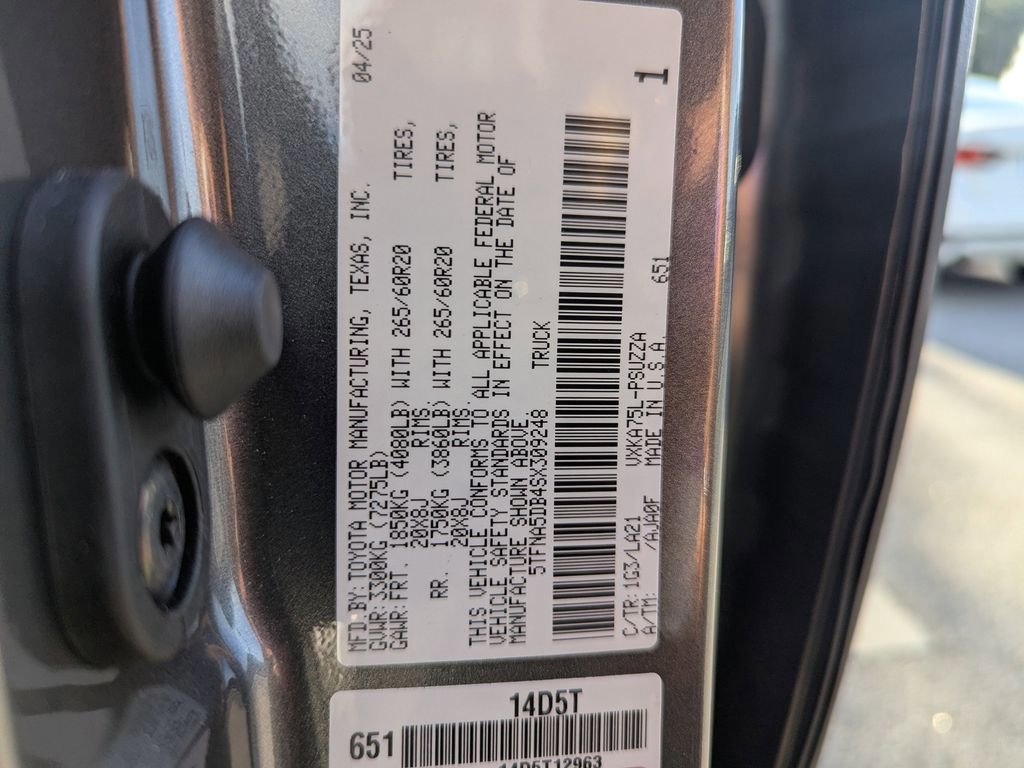 MFD.BY:TOYOTA MOTOR MANUFACTURING, TEXAS, INC. 04/25
GVWR:3300KG (7275LB)
GAWR:FRT. 1850KG (4080LB) WITH 265/60R20 TIRES,
20X8J RIMS
RR. 1750KG (3860LB) WITH 265/60R20 TIRES,
20X8J RIMS
THIS VEHICLE CONFORMS TO ALL APPLICABLE FEDERAL MOTOR
VEHICLE SAFETY STANDARDS IN EFFECT ON THE DATE OF
MANUFACTURE SHOWN ABOVE.
5TFNA5DB4SX309248 TRUCK
1
C/TR:1G3/LA21 VXKA75L-PSUZZA
A/TM: /AJA0F MADE IN U.S.A. 651
14D5T
651
14D5T12963